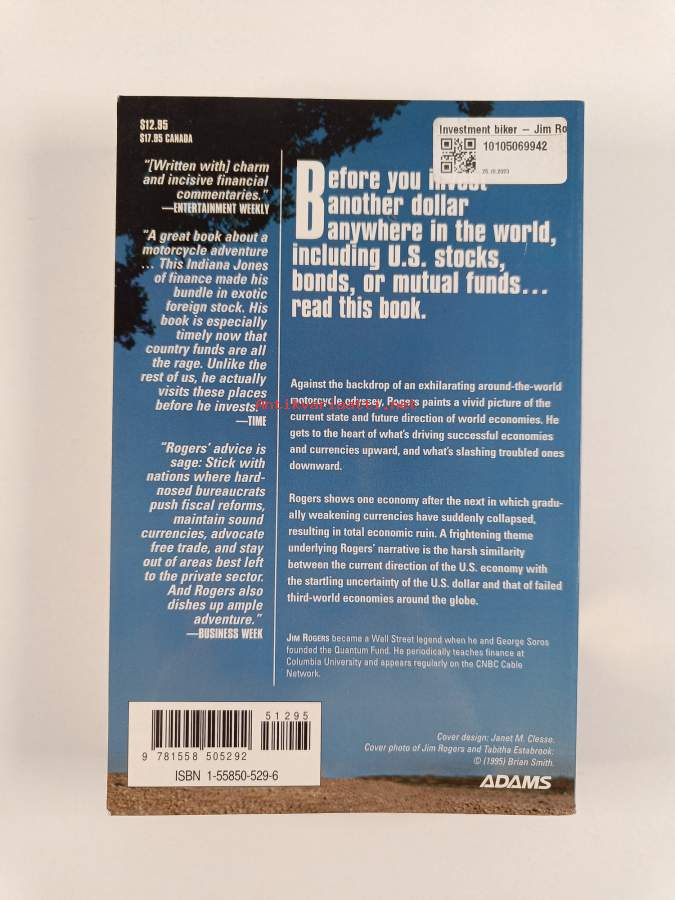 $12.95
$17.95 CANADA
"[Written with] charm
and incisive financial
commentaries."
—ENTERTAINMENT WEEKLY
"A great book about a
motorcycle adventure
... This Indiana Jones
of finance made his
bundle in exotic
foreign stock. His
book is especially
timely now that
country funds are all
the rage. Unlike the
rest of us, he actually
visits these places
before he invests."
—TIME
"Rogers' advice is
sage: Stick with
nations where hard-
nosed bureaucrats
push fiscal reforms,
maintain sound
currencies, advocate
free trade, and stay
out of areas best left
to the private sector.
And Rogers also
dishes up ample
adventure."
—BUSINESS WEEK
Investment biker – Jim Ro
10105069942
Before you invest
another dollar
anywhere in the world,
including U.S. stocks,
bonds, or mutual funds...
read this book.
Against the backdrop of an exhilarating around-the-world
motorcycle odyssey, Rogers paints a vivid picture of the
current state and future direction of world economies. He
gets to the heart of what's driving successful economies
and currencies upward, and what's slashing troubled ones
downward.
Rogers shows one economy after the next in which gradu-
ally weakening currencies have suddenly collapsed,
resulting in total economic ruin. A frightening theme
underlying Rogers' narrative is the harsh similarity
between the current direction of the U.S. economy with
the startling uncertainty of the U.S. dollar and that of failed
third-world economies around the globe.
JIM ROGERS became a Wall Street legend when he and George Soros
founded the Quantum Fund. He periodically teaches finance at
Columbia University and appears regularly on the CNBC Cable
Network.
51295
9 781558 505292
ISBN 1-55850-529-6
Cover design: Janet M. Clesse.
Cover photo of Jim Rogers and Tabitha Estabrook:
© (1995) Brian Smith.
ADAMS